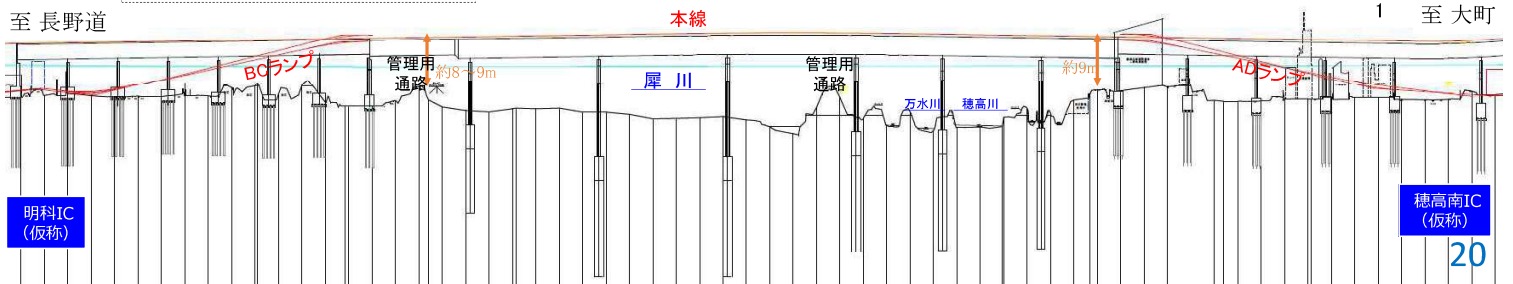 至 長野道
本線
1
至 大町
BCランプ
管理用
通路
約8～9m
犀 川
管理用
通路
万水川
穂高川
約9m
ADランプ
明科IC
（仮称）
穂高南IC
（仮称）
20